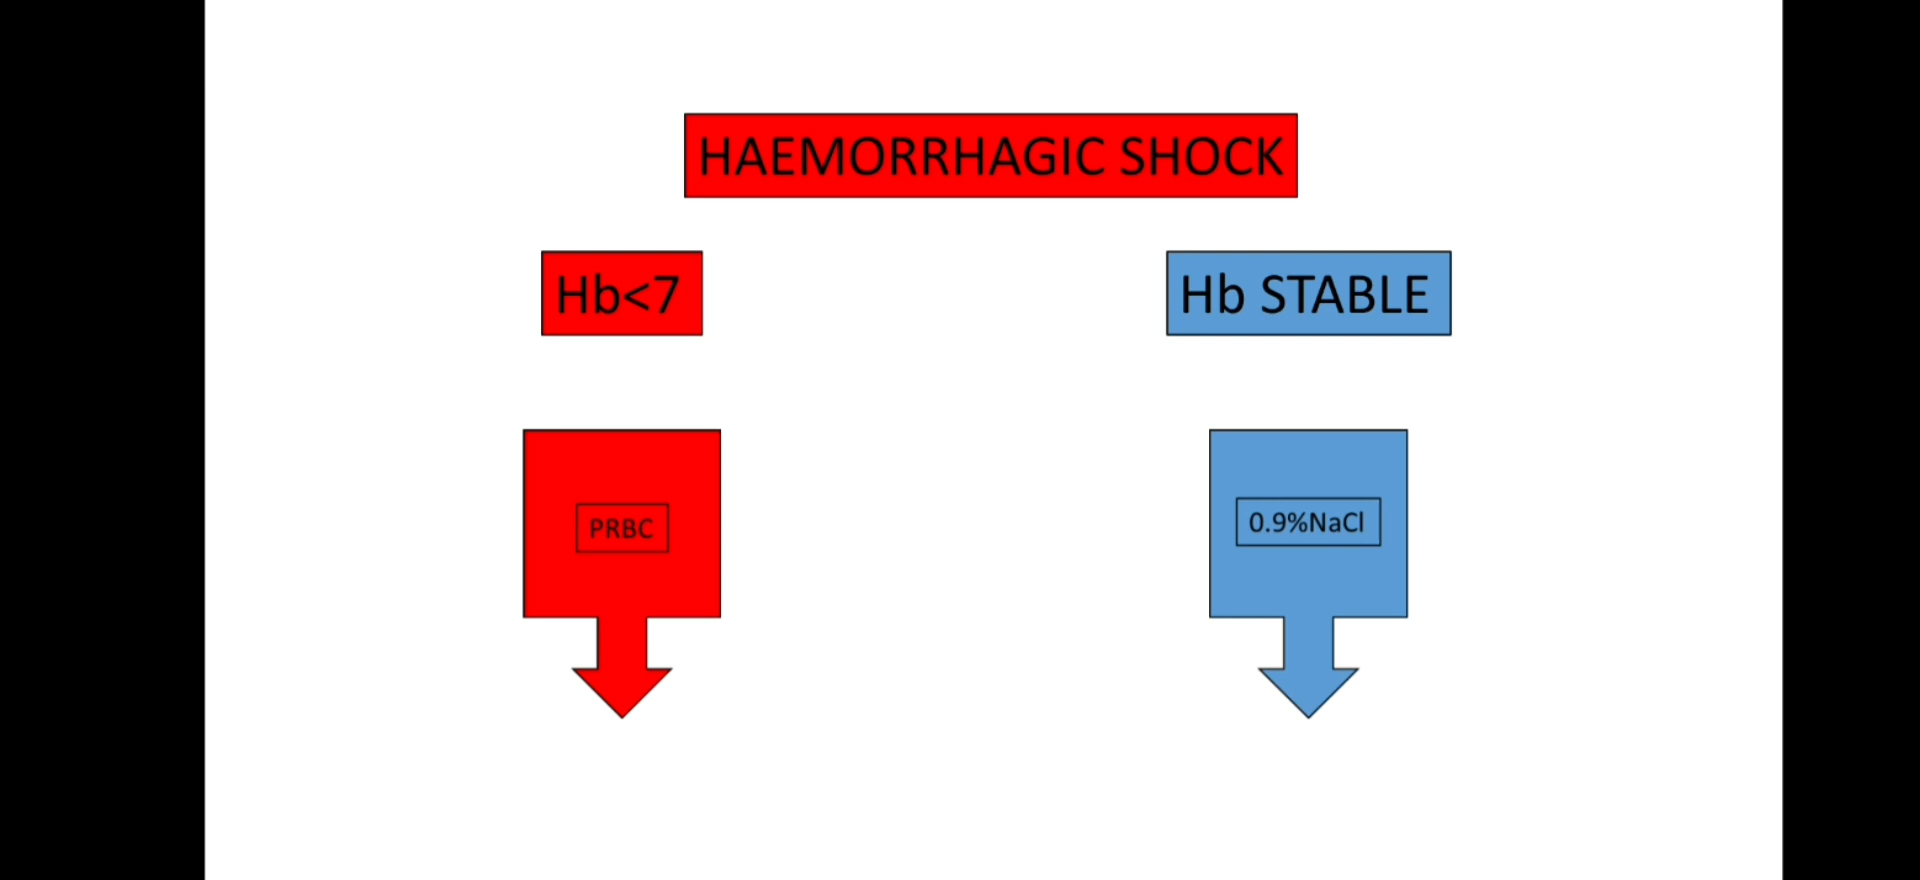 HAEMORRHAGIC SHOCK
Hb<7
Hb STABLE
PRBC
0.9%NaCl